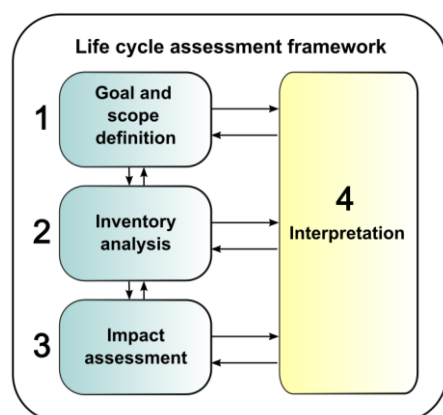 Life cycle assessment framework
1
Goal and
scope
definition
2
Inventory
analysis
3
Impact
assessment
4
Interpretation